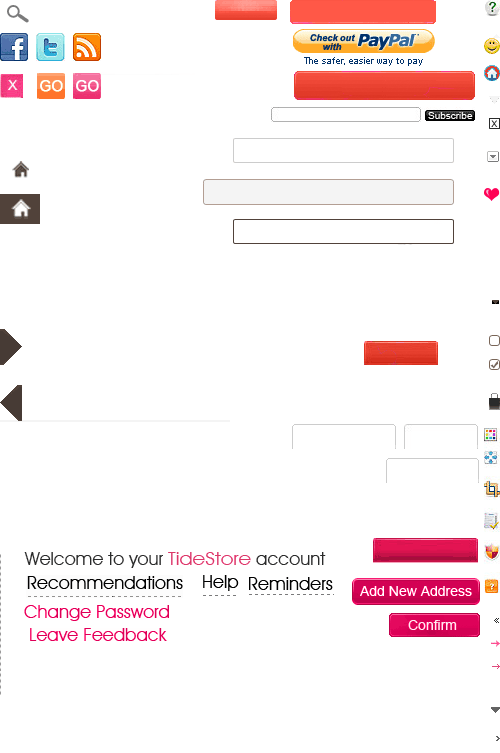 Check out
with PayPal
The safer, easier way to pay
X GO GO
Subscribe
X
Welcome to your TideStore account
Recommendations Help Reminders
Add New Address
Change Password
Confirm
Leave Feedback